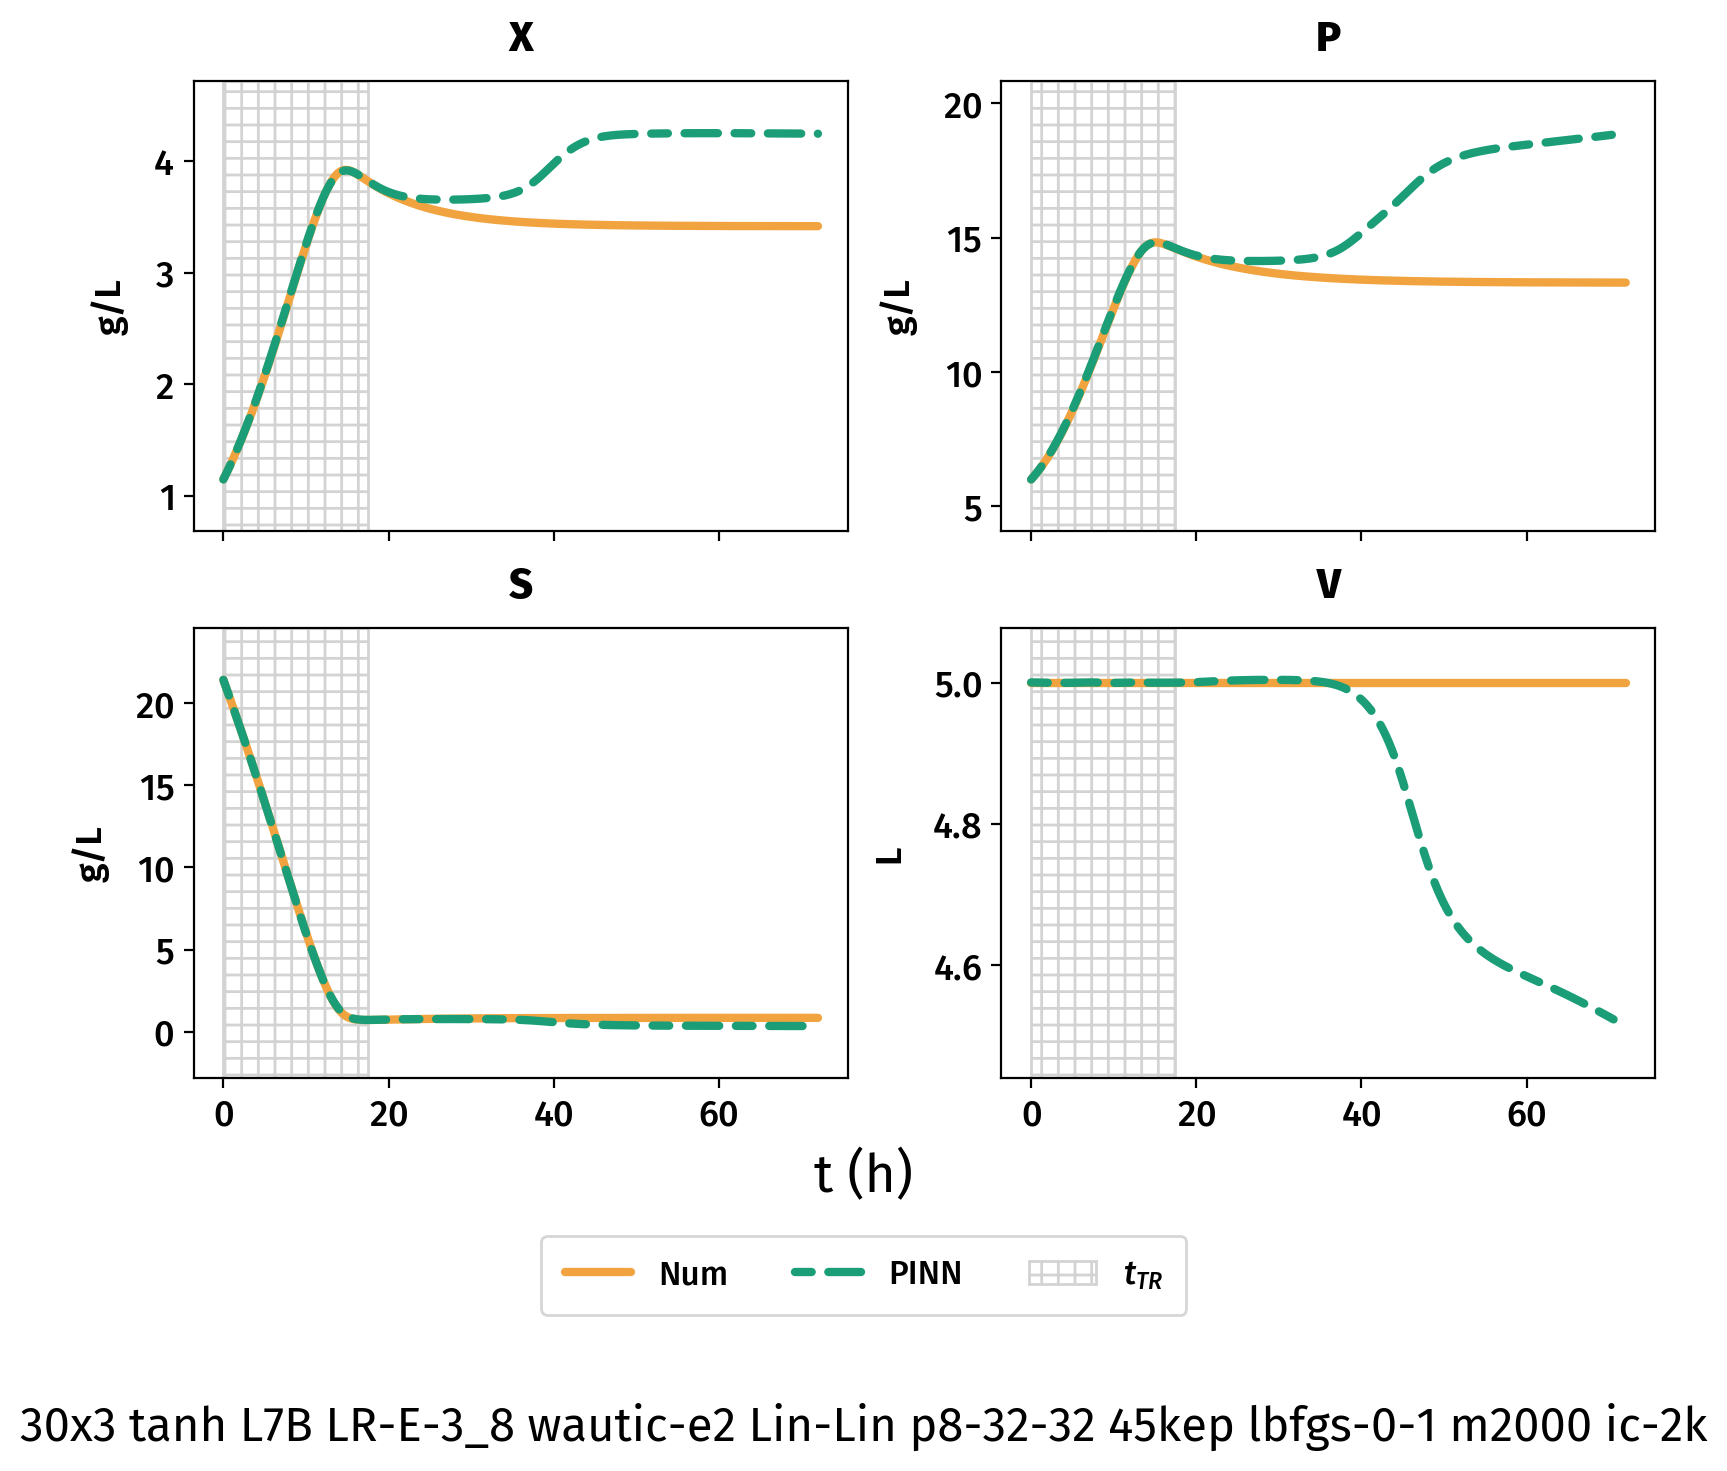 X
P
4
3
2
1
g/L
20
15
10
5
g/L
S
V
20
15
10
5
0
g/L
0 20 40 60
5.0
4.8
4.6
L
0 20 40 60
t (h)
Num PINN t_TR
30x3 tanh L7B LR-E-3_8 wautic-e2 Lin-Lin p8-32-32 45kep lbfgs-0-1 m2000 ic-2k